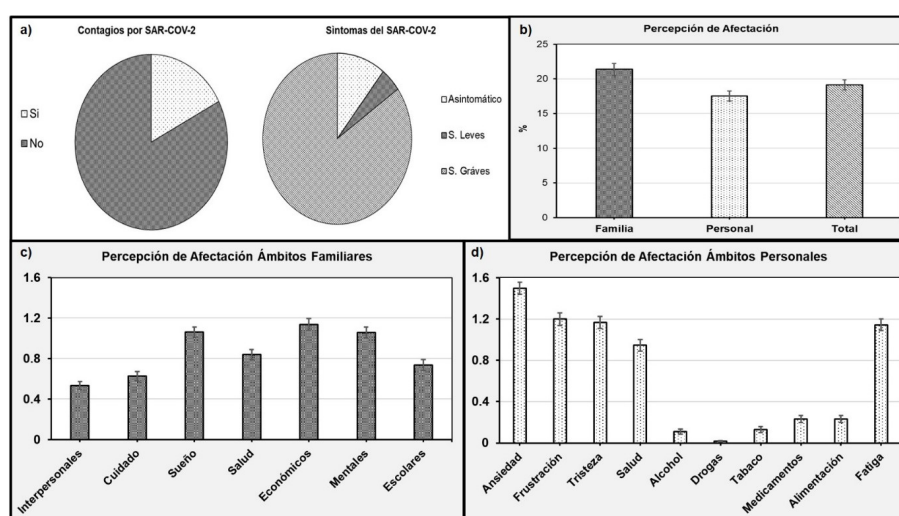 a)
Contagios por SAR-COV-2
Si
No
Sintomas del SAR-COV-2
Asintomático
S. Leves
S. Gráves
b)
Percepción de Afectación
%
25
20
15
10
5
0
Familia
Personal
Total
c)
Percepción de Afectación Ámbitos Familiares
1.6
1.2
0.8
0.4
0
Interpersonales
Cuidado
Sueño
Salud
Económicos
Mentales
Escolares
d)
Percepción de Afectación Ámbitos Personales
1.6
1.2
0.8
0.4
0
Ansiedad
Frustración
Tristeza
Salud
Alcohol
Drogas
Tabaco
Medicamentos
Alimentación
Fatiga